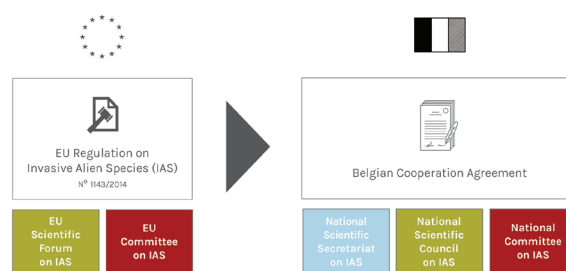 EU Regulation on
Invasive Alien Species (IAS)
N° 1143/2014
Belgian Cooperation Agreement
EU
Scientific
Forum
on IAS
EU
Committee
on IAS
National
Scientific
Secretariat
on IAS
National
Scientific
Council
on IAS
National
Committee
on IAS